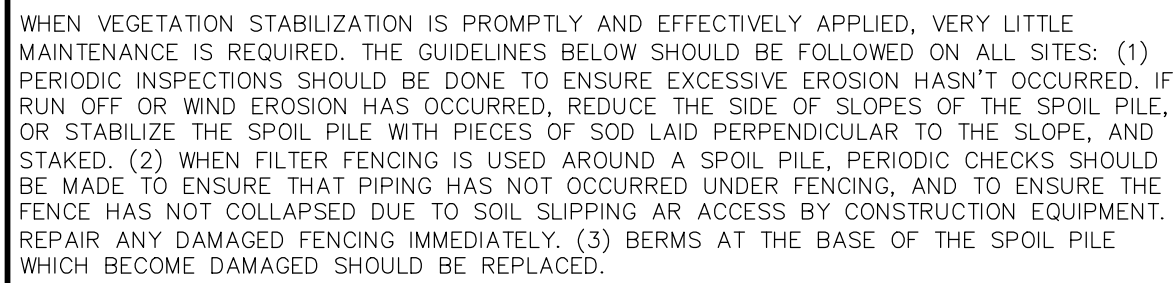 WHEN VEGETATION STABILIZATION IS PROMPTLY AND EFFECTIVELY APPLIED, VERY LITTLE
MAINTENANCE IS REQUIRED. THE GUIDELINES BELOW SHOULD BE FOLLOWED ON ALL SITES: (1)
PERIODIC INSPECTIONS SHOULD BE DONE TO ENSURE EXCESSIVE EROSION HASN'T OCCURRED. IF
RUN OFF OR WIND EROSION HAS OCCURRED, REDUCE THE SIDE OF SLOPES OF THE SPOIL PILE,
OR STABILIZE THE SPOIL PILE WITH PIECES OF SOD LAID PERPENDICULAR TO THE SLOPE, AND
STAKED. (2) WHEN FILTER FENCING IS USED AROUND A SPOIL PILE, PERIODIC CHECKS SHOULD
BE MADE TO ENSURE THAT PIPING HAS NOT OCCURRED UNDER FENCING, AND TO ENSURE THE
FENCE HAS NOT COLLAPSED DUE TO SOIL SLIPPING AR ACCESS BY CONSTRUCTION EQUIPMENT.
REPAIR ANY DAMAGED FENCING IMMEDIATELY. (3) BERMS AT THE BASE OF THE SPOIL PILE
WHICH BECOME DAMAGED SHOULD BE REPLACED.